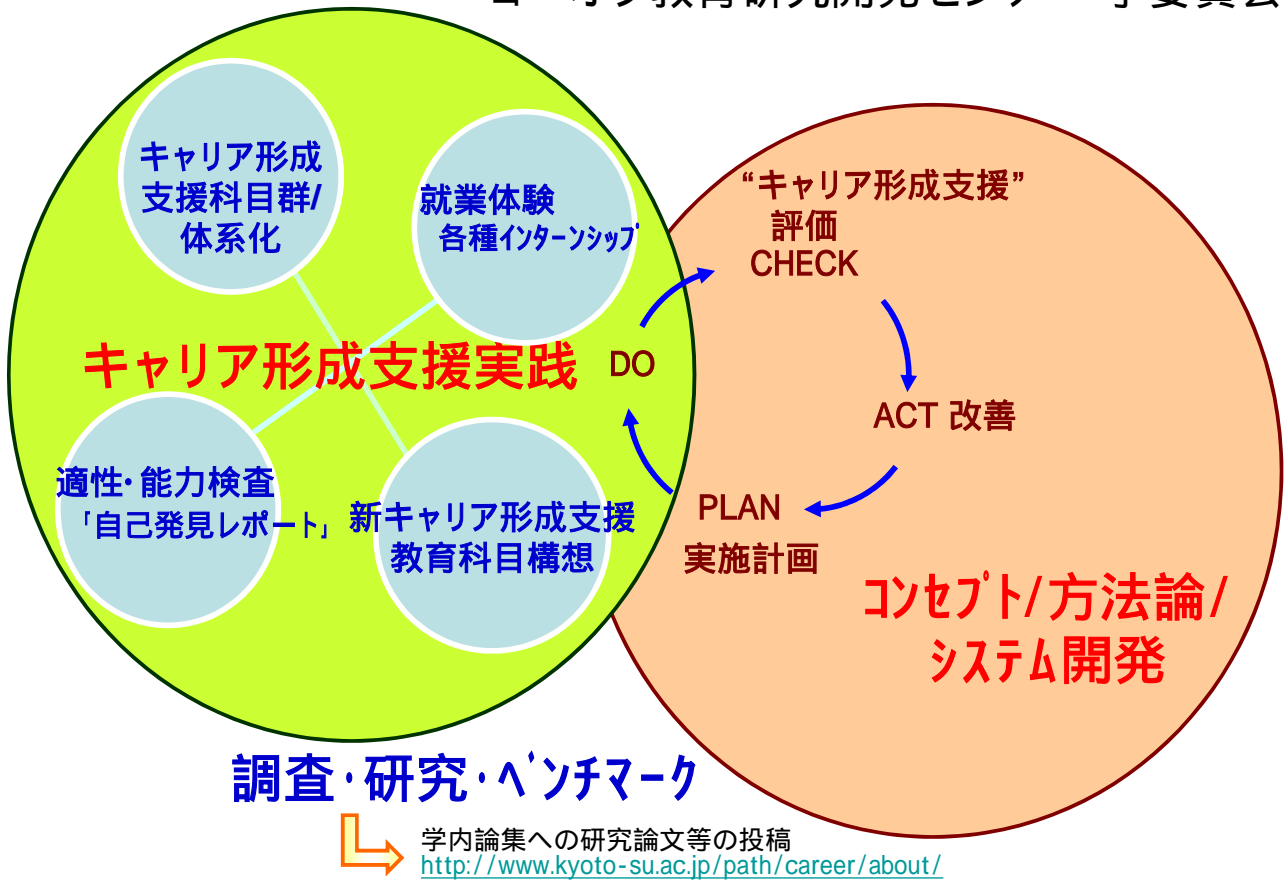 キャリア形成
支援科目群/
体系化
就業体験
各種ｲﾝﾀｰﾝｼｯﾌﾟ
キャリア形成支援実践
DO
適性・能力検査
「自己発見レポート」
新キャリア形成支援
教育科目構想
“キャリア形成支援”
評価
CHECK
ACT 改善
PLAN
実施計画
ｺﾝｾﾌﾟﾄ/方法論/
ｼｽﾃﾑ開発
調査・研究・ﾍﾞﾝﾁﾏｰｸ
学内論集への研究論文等の投稿
http://www.kyoto-su.ac.jp/path/career/about/